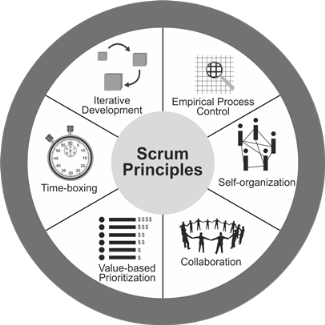 Iterative
Development
Empirical Process
Control
Time-boxing
Scrum
Principles
Self-organization
Value-based
Prioritization
$$$$
$$$
$$
$$
$
$
Collaboration